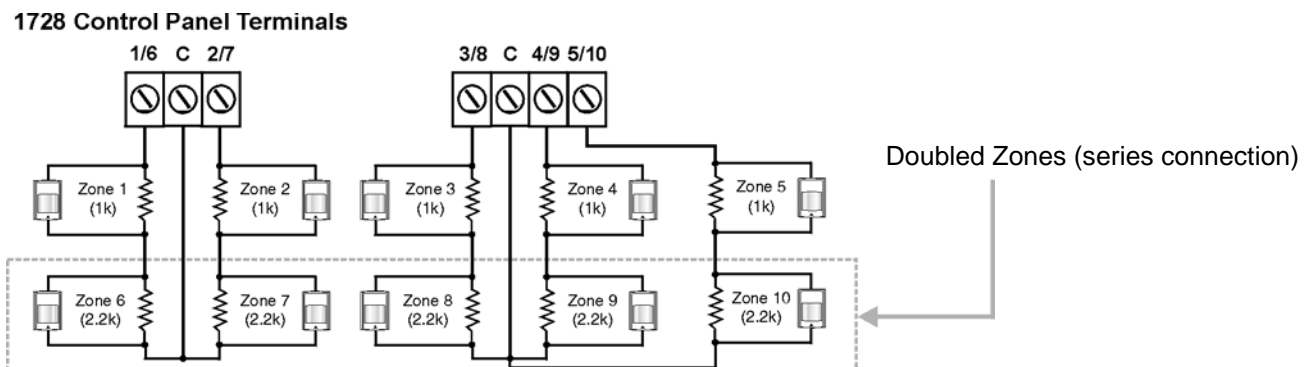 1728 Control Panel Terminals
1/6 C 2/7 3/8 C 4/9 5/10
Doubled Zones (series connection)
Zone 1
(1k)
Zone 2
(1k)
Zone 3
(1k)
Zone 4
(1k)
Zone 5
(1k)
Zone 6
(2.2k)
Zone 7
(2.2k)
Zone 8
(2.2k)
Zone 9
(2.2k)
Zone 10
(2.2k)